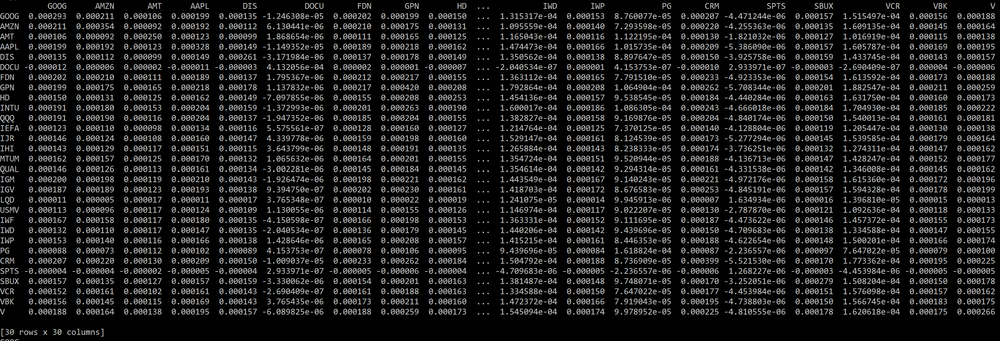 GOOG AMZN AMT AAPL DIS DOCU FDN GPN HD ... IWD IWP PG CRM SPTS SBUX VCR VBK V
GOOG 0.000293 0.000211 0.000106 0.000199 0.000135 -1.246308e-05 0.000202 0.000199 0.000150 ... 1.315317e-04 0.000153 8.760077e-05 0.000207 -4.471244e-06 0.000157 1.515497e-04 0.000156 0.000188
AMZN 0.000211 0.000354 0.000092 0.000192 0.000112 6.130441e-06 0.000210 0.000175 0.000131 ... 1.095559e-04 0.000140 7.293598e-05 0.000220 -4.255363e-06 0.000135 1.609135e-04 0.000145 0.000164
AMT 0.000106 0.000092 0.000250 0.000123 0.000099 1.868654e-06 0.000111 0.000165 0.000125 ... 1.165043e-04 0.000116 1.122195e-04 0.000130 -1.821032e-06 0.000127 1.016919e-04 0.000115 0.000138
AAPL 0.000199 0.000192 0.000123 0.000328 0.000149 -1.149352e-05 0.000189 0.000218 0.000162 ... 1.474473e-04 0.000166 1.015735e-04 0.000209 -5.386090e-06 0.000157 1.605787e-04 0.000169 0.000195
DIS 0.000135 0.000112 0.000099 0.000149 0.000261 -3.171984e-06 0.000137 0.000178 0.000149 ... 1.350562e-04 0.000138 8.897647e-05 0.000150 -3.925758e-06 0.000159 1.433745e-04 0.000143 0.000157
DOCU -0.000012 0.000006 0.000002 -0.000011 -0.000003 4.132056e-04 0.000002 0.000001 -0.000007 ... -2.040534e-07 0.000001 4.153753e-07 -0.000010 2.933971e-07 -0.000003 -2.690409e-07 0.000004 -0.000006
FDN 0.000202 0.000210 0.000111 0.000189 0.000137 1.795367e-06 0.000212 0.000217 0.000155 ... 1.363112e-04 0.000165 7.791510e-05 0.000233 -4.923353e-06 0.000154 1.613592e-04 0.000173 0.000188
GPN 0.000199 0.000175 0.000165 0.000218 0.000178 1.137832e-06 0.000217 0.000420 0.000208 ... 1.792864e-04 0.000208 1.064904e-04 0.000262 -5.708344e-06 0.000201 1.882547e-04 0.000211 0.000259
HD 0.000150 0.000131 0.000125 0.000162 0.000149 -7.097855e-06 0.000155 0.000208 0.000253 ... 1.454136e-04 0.000157 9.538545e-05 0.000184 -4.440284e-06 0.000163 1.631750e-04 0.000160 0.000173
INTU 0.000191 0.000180 0.000153 0.000204 0.000159 -1.372993e-06 0.000201 0.000263 0.000190 ... 1.600017e-04 0.000186 1.086305e-04 0.000243 -4.666018e-06 0.000184 1.704930e-04 0.000185 0.000222
QQQ 0.000191 0.000190 0.000116 0.000204 0.000137 -1.947352e-06 0.000185 0.000204 0.000155 ... 1.382827e-04 0.000158 9.169876e-05 0.000204 -4.840174e-06 0.000150 1.540013e-04 0.000161 0.000181
IEFA 0.000123 0.000110 0.000098 0.000134 0.000116 5.575561e-07 0.000128 0.000160 0.000127 ... 1.214764e-04 0.000125 7.370125e-05 0.000140 -4.128804e-06 0.000119 1.205447e-04 0.000130 0.000138
IJR 0.000146 0.000124 0.000108 0.000160 0.000147 4.339778e-06 0.000159 0.000198 0.000160 ... 1.529147e-04 0.000161 8.124539e-05 0.000173 -5.277294e-06 0.000145 1.539585e-04 0.000179 0.000164
IHI 0.000143 0.000129 0.000117 0.000151 0.000115 3.643799e-06 0.000148 0.000191 0.000135 ... 1.265884e-04 0.000143 8.238333e-05 0.000174 -3.736251e-06 0.000132 1.274311e-04 0.000147 0.000162
MTUM 0.000162 0.000157 0.000125 0.000170 0.000132 1.065632e-06 0.000164 0.000201 0.000155 ... 1.354724e-04 0.000151 9.520944e-05 0.000188 -4.136713e-06 0.000147 1.428247e-04 0.000152 0.000177
QUAL 0.000146 0.000126 0.000113 0.000161 0.000134 -3.002281e-06 0.000145 0.000184 0.000145 ... 1.354614e-04 0.000142 9.294314e-05 0.000161 -4.331538e-06 0.000142 1.346008e-04 0.000145 0.000162
IGM 0.000200 0.000198 0.000119 0.000210 0.000143 -1.926474e-06 0.000198 0.000221 0.000162 ... 1.443549e-04 0.000167 9.140243e-05 0.000221 -4.972176e-06 0.000158 1.615360e-04 0.000172 0.000196
IGV 0.000187 0.000189 0.000123 0.000193 0.000138 9.394750e-07 0.000202 0.000230 0.000161 ... 1.418703e-04 0.000172 8.676583e-05 0.000253 -4.845191e-06 0.000157 1.594328e-04 0.000178 0.000199
LQD 0.000011 0.000005 0.000017 0.000011 0.000017 3.765348e-07 0.000010 0.000022 0.000019 ... 1.241075e-05 0.000014 9.945913e-06 0.000007 1.634934e-06 0.000016 1.396810e-05 0.000015 0.000013
USMV 0.000113 0.000096 0.000117 0.000124 0.000109 1.130055e-06 0.000114 0.000155 0.000126 ... 1.146974e-04 0.000117 9.022207e-05 0.000130 -2.787870e-06 0.000121 1.092636e-04 0.000118 0.000133
IWF 0.000167 0.000158 0.000117 0.000180 0.000135 -4.150598e-07 0.000166 0.000198 0.000153 ... 1.363331e-04 0.000152 9.111695e-05 0.000187 -4.473622e-06 0.000146 1.457372e-04 0.000155 0.000173
IWD 0.000132 0.000110 0.000117 0.000147 0.000135 -2.040534e-07 0.000136 0.000179 0.000145 ... 1.440206e-04 0.000142 9.439696e-05 0.000150 -4.709683e-06 0.000138 1.334588e-04 0.000147 0.000155
IWP 0.000153 0.000140 0.000116 0.000166 0.000138 1.428646e-06 0.000165 0.000208 0.000157 ... 1.415215e-04 0.000161 8.446353e-05 0.000188 -4.622654e-06 0.000148 1.500201e-04 0.000166 0.000174
PG 0.000088 0.000073 0.000112 0.000102 0.000089 4.153753e-07 0.000078 0.000106 0.000095 ... 9.439696e-05 0.000084 1.618824e-04 0.000087 -2.236557e-06 0.000097 7.647022e-05 0.000079 0.000100
CRM 0.000207 0.000220 0.000130 0.000209 0.000150 -1.009037e-05 0.000233 0.000262 0.000184 ... 1.504792e-04 0.000188 8.736909e-05 0.000399 -5.521530e-06 0.000170 1.773362e-04 0.000195 0.000225
SPTS -0.000004 -0.000004 -0.000002 -0.000005 -0.000004 2.933971e-07 -0.000005 -0.000006 -0.000004 ... -4.709683e-06 -0.000005 -2.236557e-06 -0.000006 1.268227e-06 -0.000003 -4.453984e-06 -0.000005 -0.000005
SBUX 0.000157 0.000135 0.000127 0.000157 0.000159 -3.330062e-06 0.000154 0.000201 0.000163 ... 1.381487e-04 0.000148 9.748071e-05 0.000170 -3.252051e-06 0.000279 1.508204e-04 0.000150 0.000178
VCR 0.000152 0.000161 0.000102 0.000161 0.000143 -2.690409e-07 0.000161 0.000188 0.000163 ... 1.334588e-04 0.000150 7.647022e-05 0.000177 -4.453984e-06 0.000151 1.576098e-04 0.000157 0.000162
VBK 0.000156 0.000145 0.000115 0.000169 0.000143 3.765435e-06 0.000173 0.000211 0.000160 ... 1.472372e-04 0.000166 7.919043e-05 0.000195 -4.738803e-06 0.000150 1.566745e-04 0.000183 0.000175
V 0.000188 0.000164 0.000138 0.000195 0.000157 -6.089825e-06 0.000188 0.000259 0.000173 ... 1.545094e-04 0.000174 9.978952e-05 0.000225 -4.810555e-06 0.000178 1.620618e-04 0.000175 0.000266
[30 rows x 30 columns]